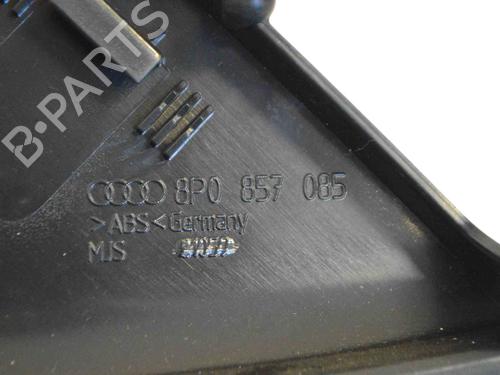 B-PARTS
8P0 857 085
>ABS< Germany
MJS